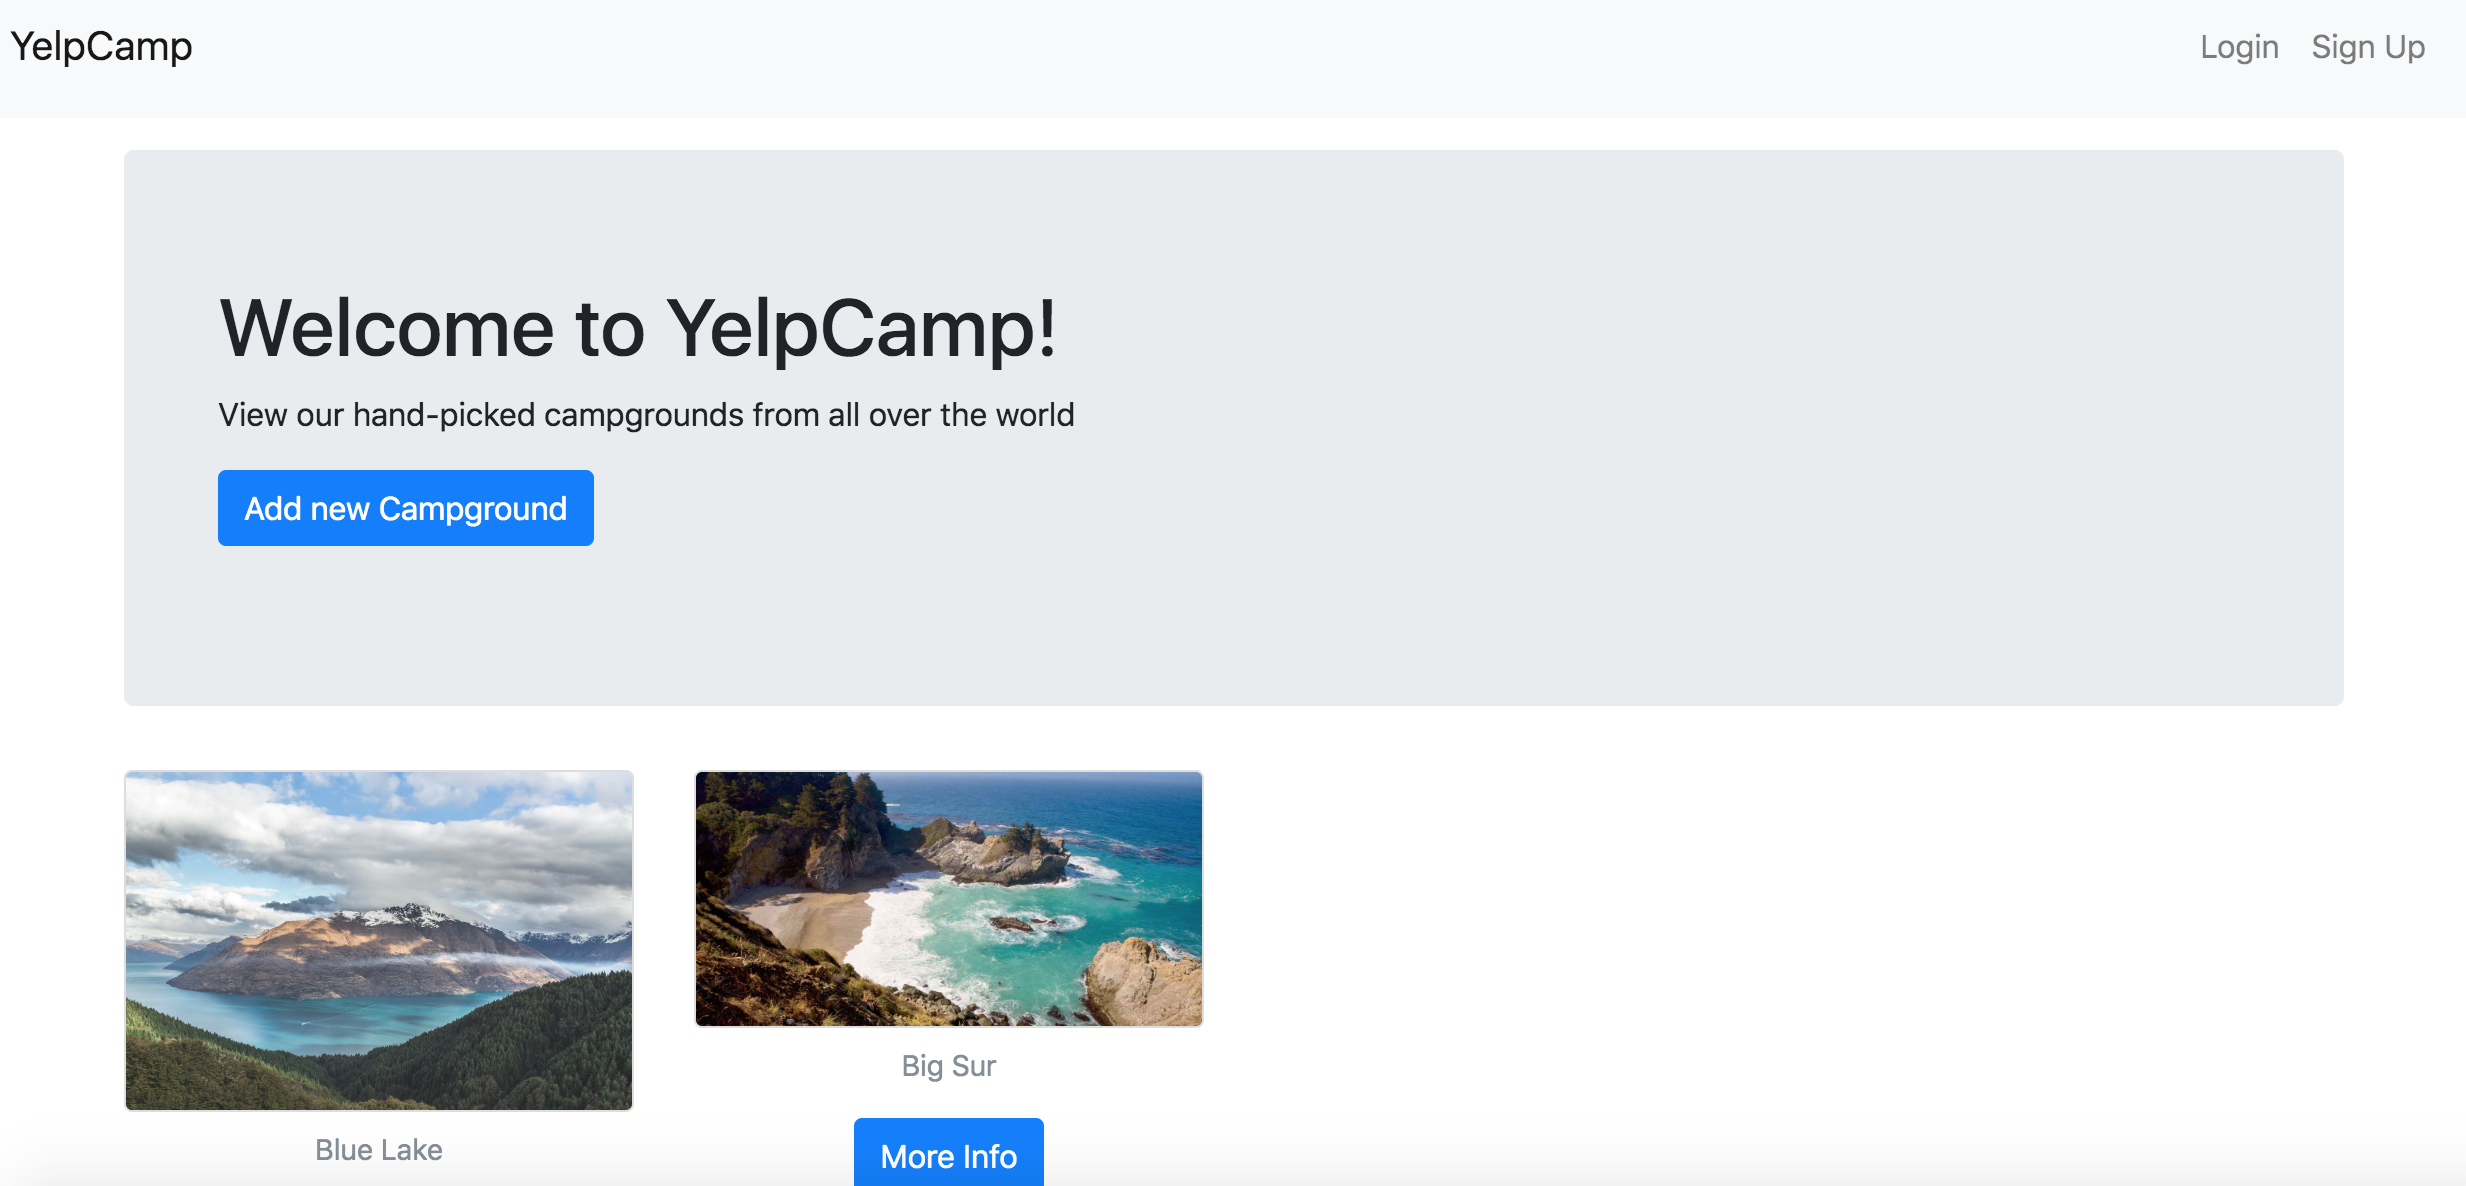 YelpCamp
Login Sign Up
Welcome to YelpCamp!
View our hand-picked campgrounds from all over the world
Add new Campground
Blue Lake
Big Sur
More Info